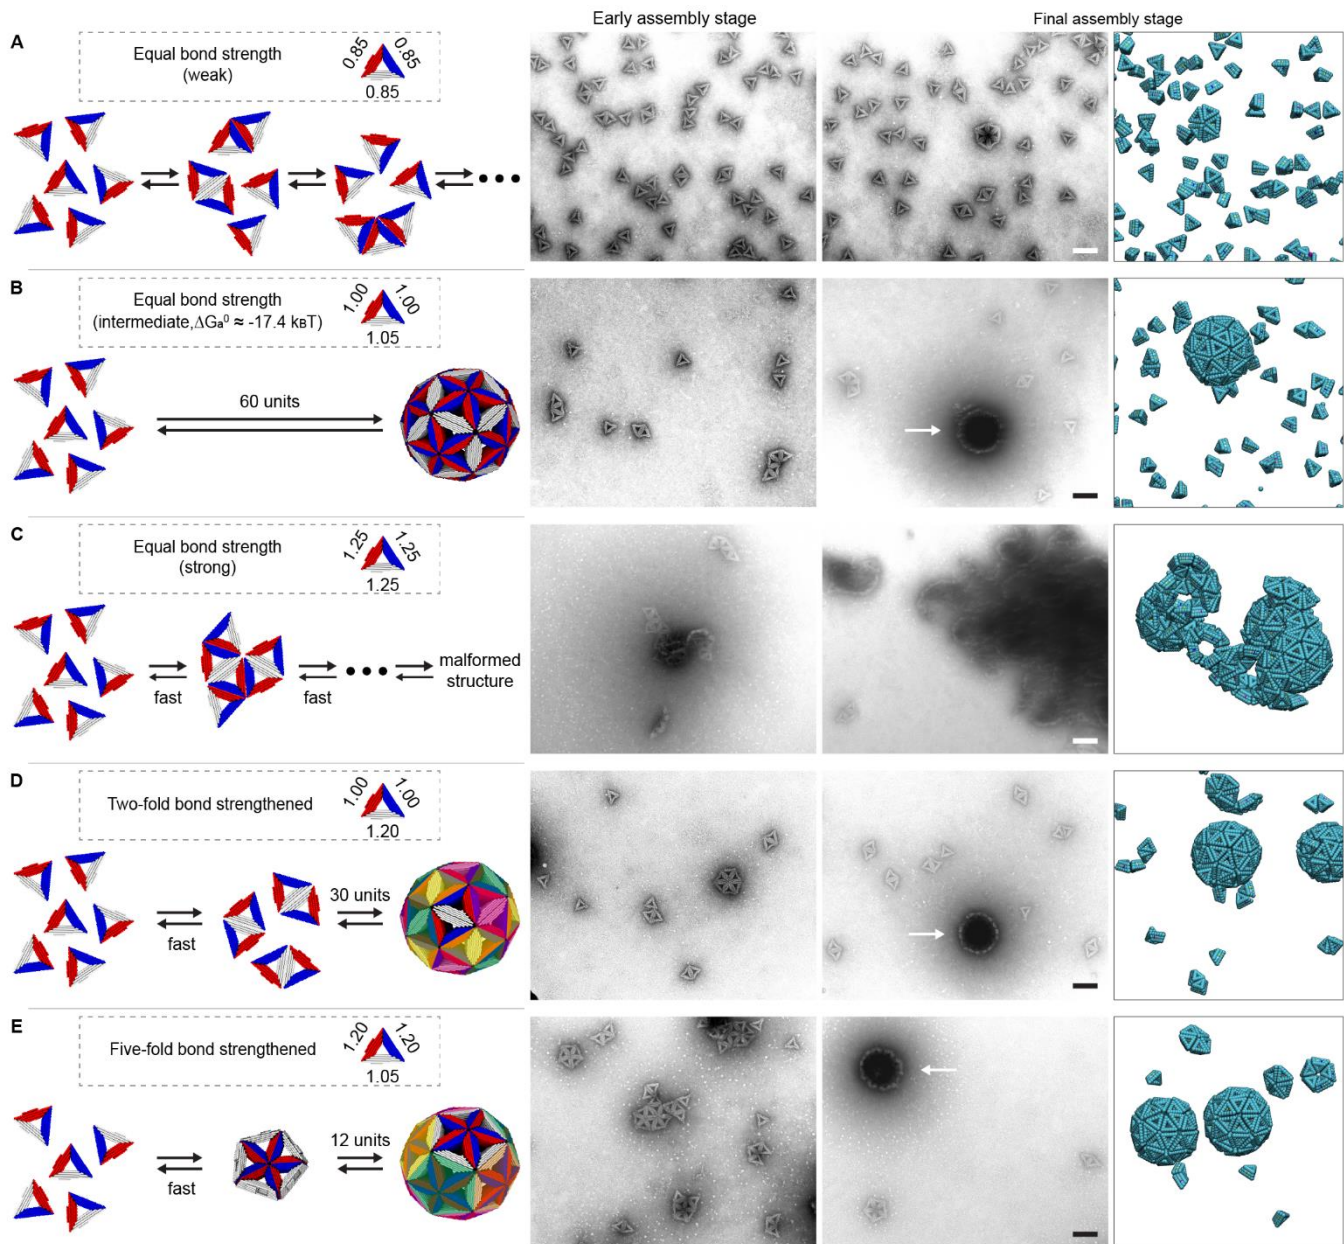 Early assembly stage
Final assembly stage
A
Equal bond strength
(weak)
0.85
0.85
0.85
B
Equal bond strength
(intermediate,ΔGa⁰ ≈ -17.4 kBT)
1.00
1.00
1.05
60 units
C
Equal bond strength
(strong)
1.25
1.25
1.25
fast
fast
malformed
structure
D
Two-fold bond strengthened
1.00
1.00
1.20
fast
30 units
E
Five-fold bond strengthened
1.20
1.20
1.05
fast
12 units